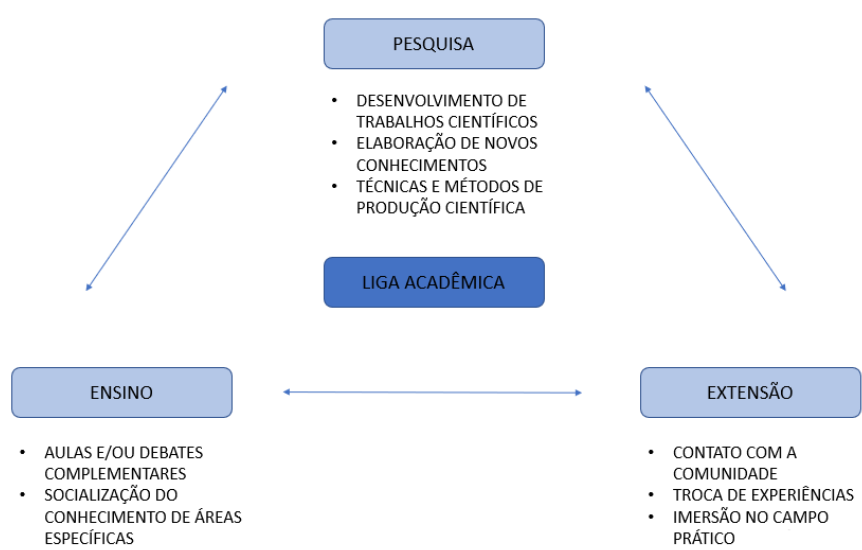 PESQUISA
• DESENVOLVIMENTO DE
TRABALHOS CIENTÍFICOS
• ELABORAÇÃO DE NOVOS
CONHECIMENTOS
• TÉCNICAS E MÉTODOS DE
PRODUÇÃO CIENTÍFICA
LIGA ACADÊMICA
ENSINO
• AULAS E/OU DEBATES
COMPLEMENTARES
• SOCIALIZAÇÃO DO
CONHECIMENTO DE ÁREAS
ESPECÍFICAS
EXTENSÃO
• CONTATO COM A
COMUNIDADE
• TROCA DE EXPERIÊNCIAS
• IMERSÃO NO CAMPO
PRÁTICO